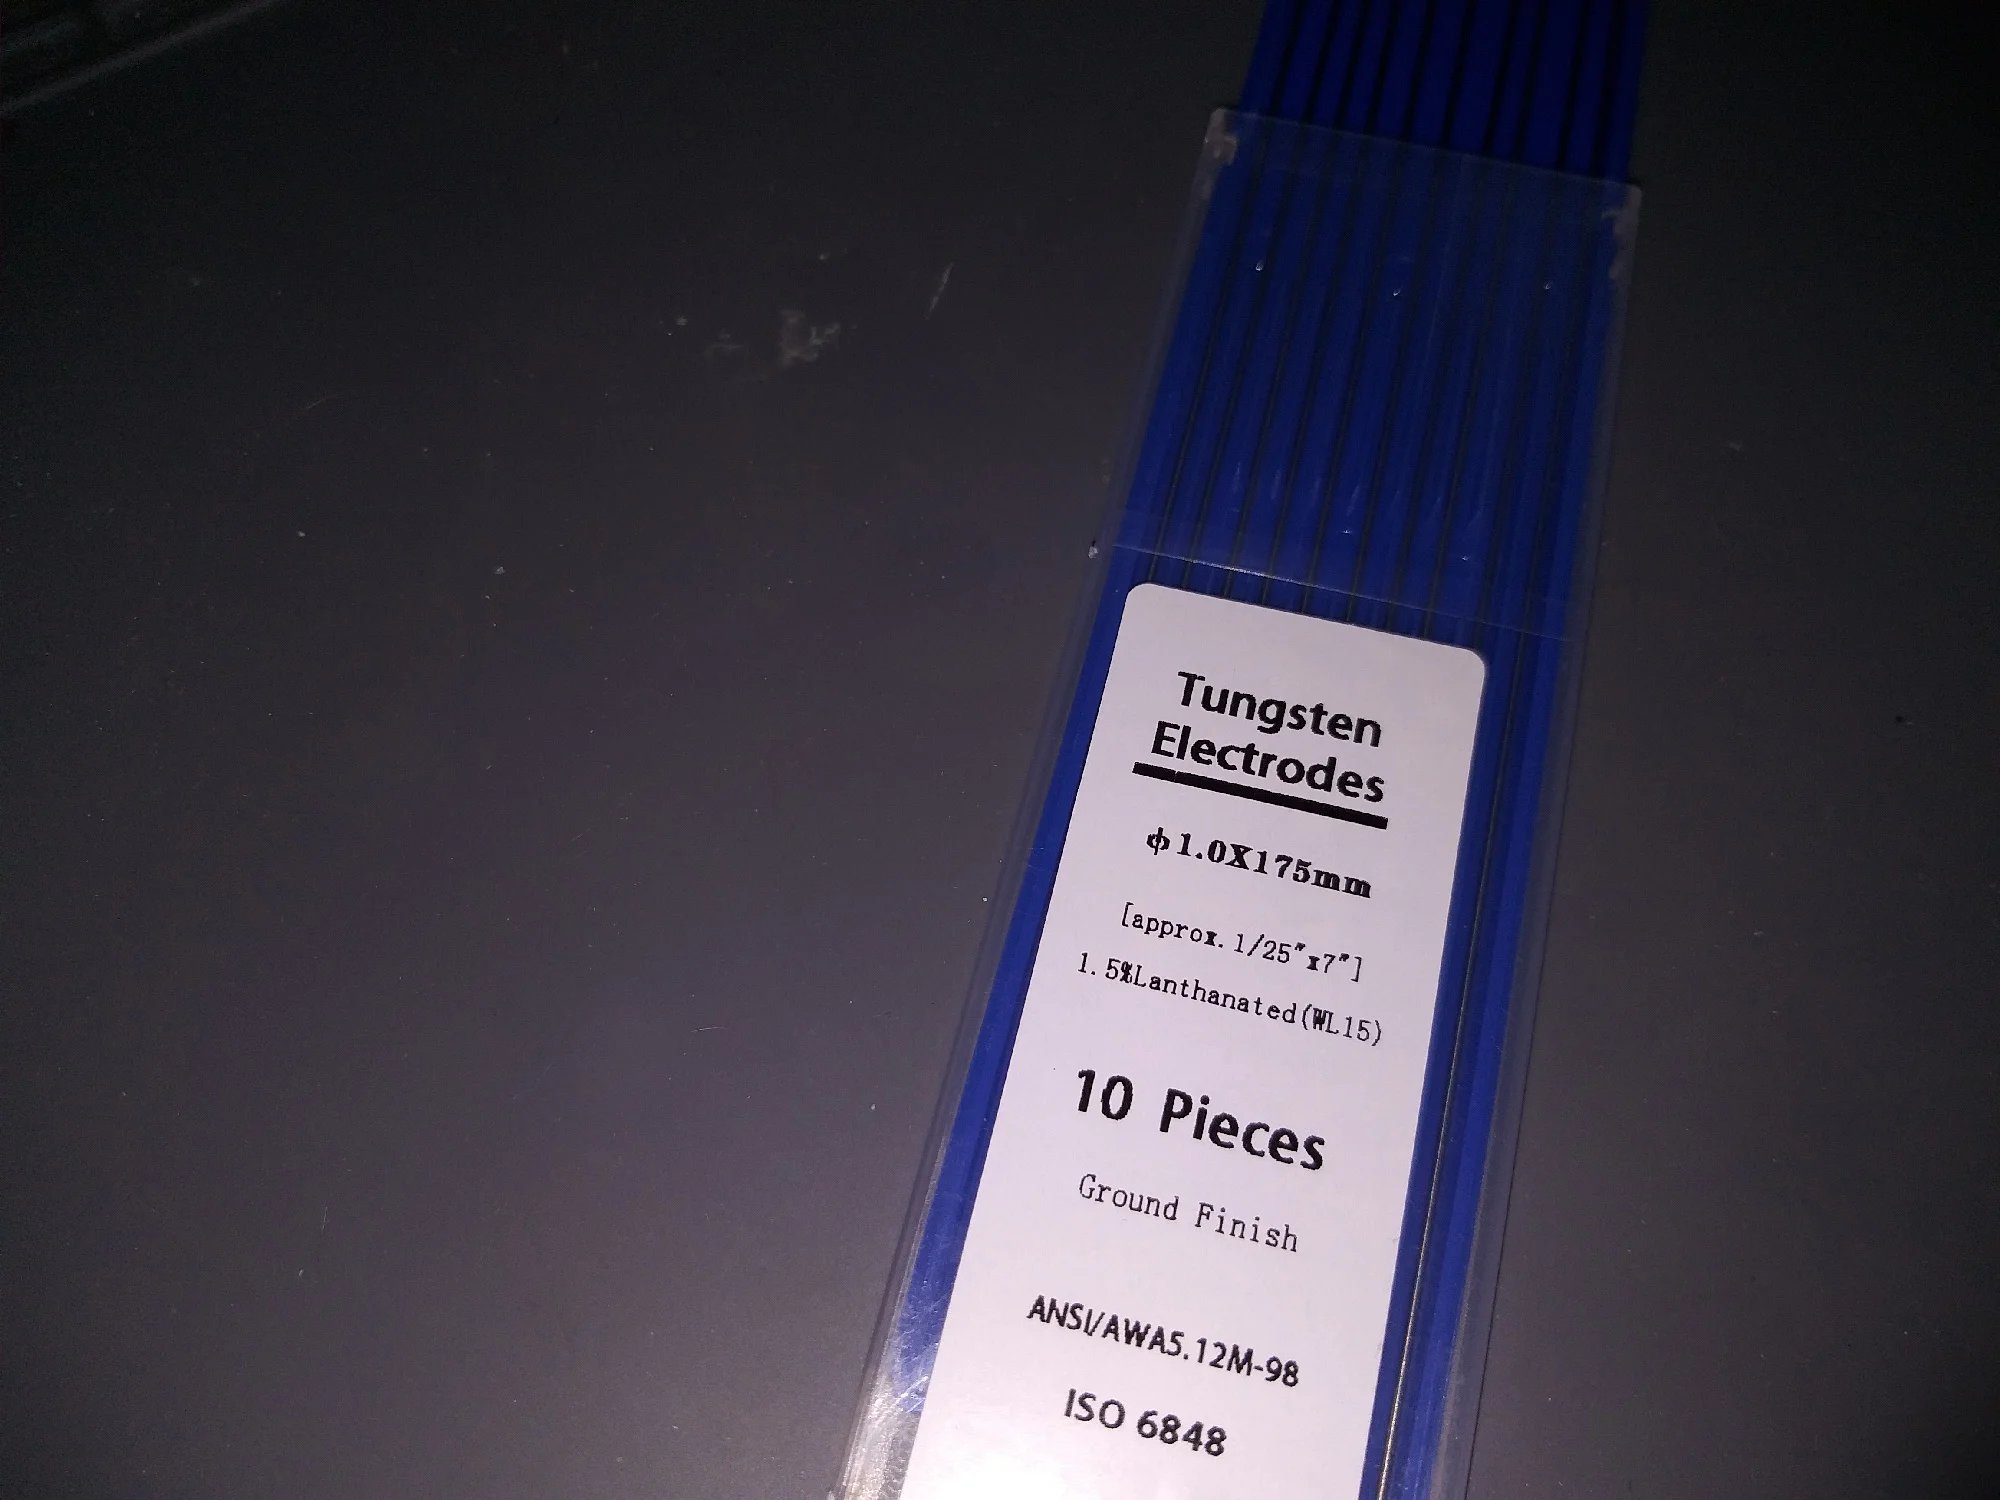 Tungsten
Electrodes
ф1.0X175mm
[approx.1/25"x7"]
1.5%Lanthanated(WL15)
10 Pieces
Ground Finish
ANSI/AWA5.12M-98
ISO 6848